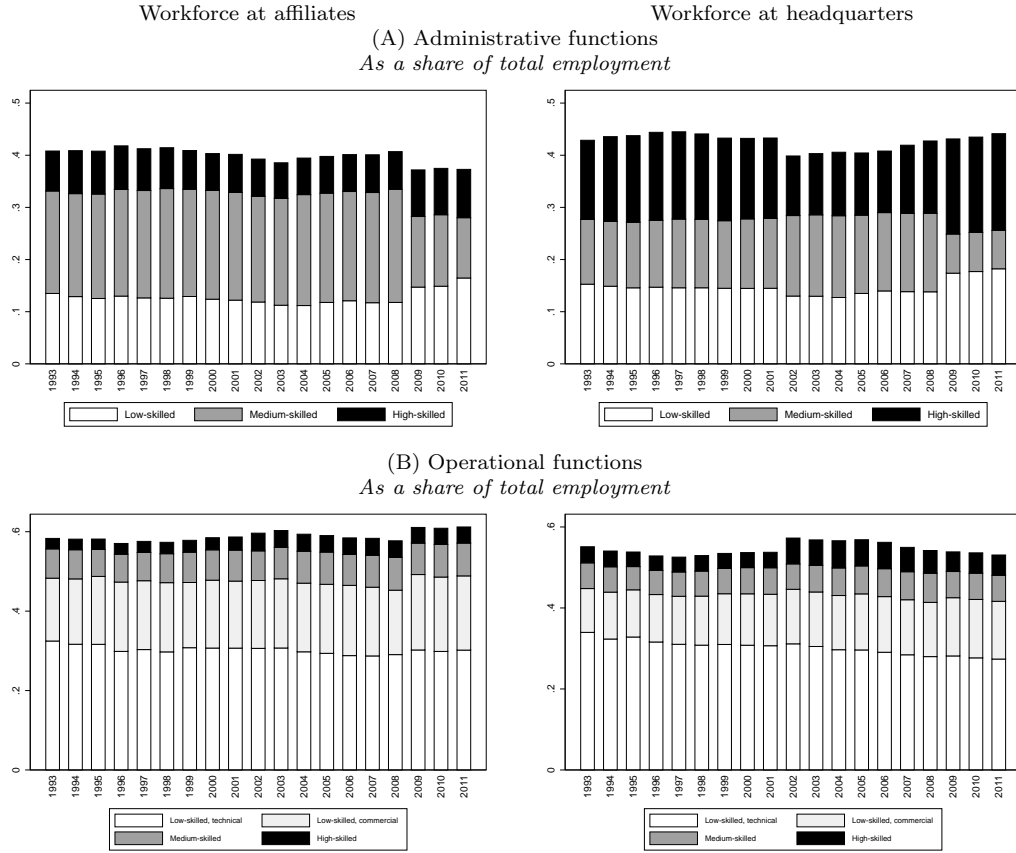 Workforce at affiliates
Workforce at headquarters
(A) Administrative functions
As a share of total employment
.5
.4
.3
.2
.1
0
1993 1994 1995 1996 1997 1998 1999 2000 2001 2002 2003 2004 2005 2006 2007 2008 2009 2010 2011
Low-skilled Medium-skilled High-skilled
.5
.4
.3
.2
.1
0
1993 1994 1995 1996 1997 1998 1999 2000 2001 2002 2003 2004 2005 2006 2007 2008 2009 2010 2011
Low-skilled Medium-skilled High-skilled
(B) Operational functions
As a share of total employment
.6
.4
.2
0
1993 1994 1995 1996 1997 1998 1999 2000 2001 2002 2003 2004 2005 2006 2007 2008 2009 2010 2011
Low-skilled, technical Low-skilled, commercial
Medium-skilled High-skilled
.6
.4
.2
0
1993 1994 1995 1996 1997 1998 1999 2000 2001 2002 2003 2004 2005 2006 2007 2008 2009 2010 2011
Low-skilled, technical Low-skilled, commercial
Medium-skilled High-skilled